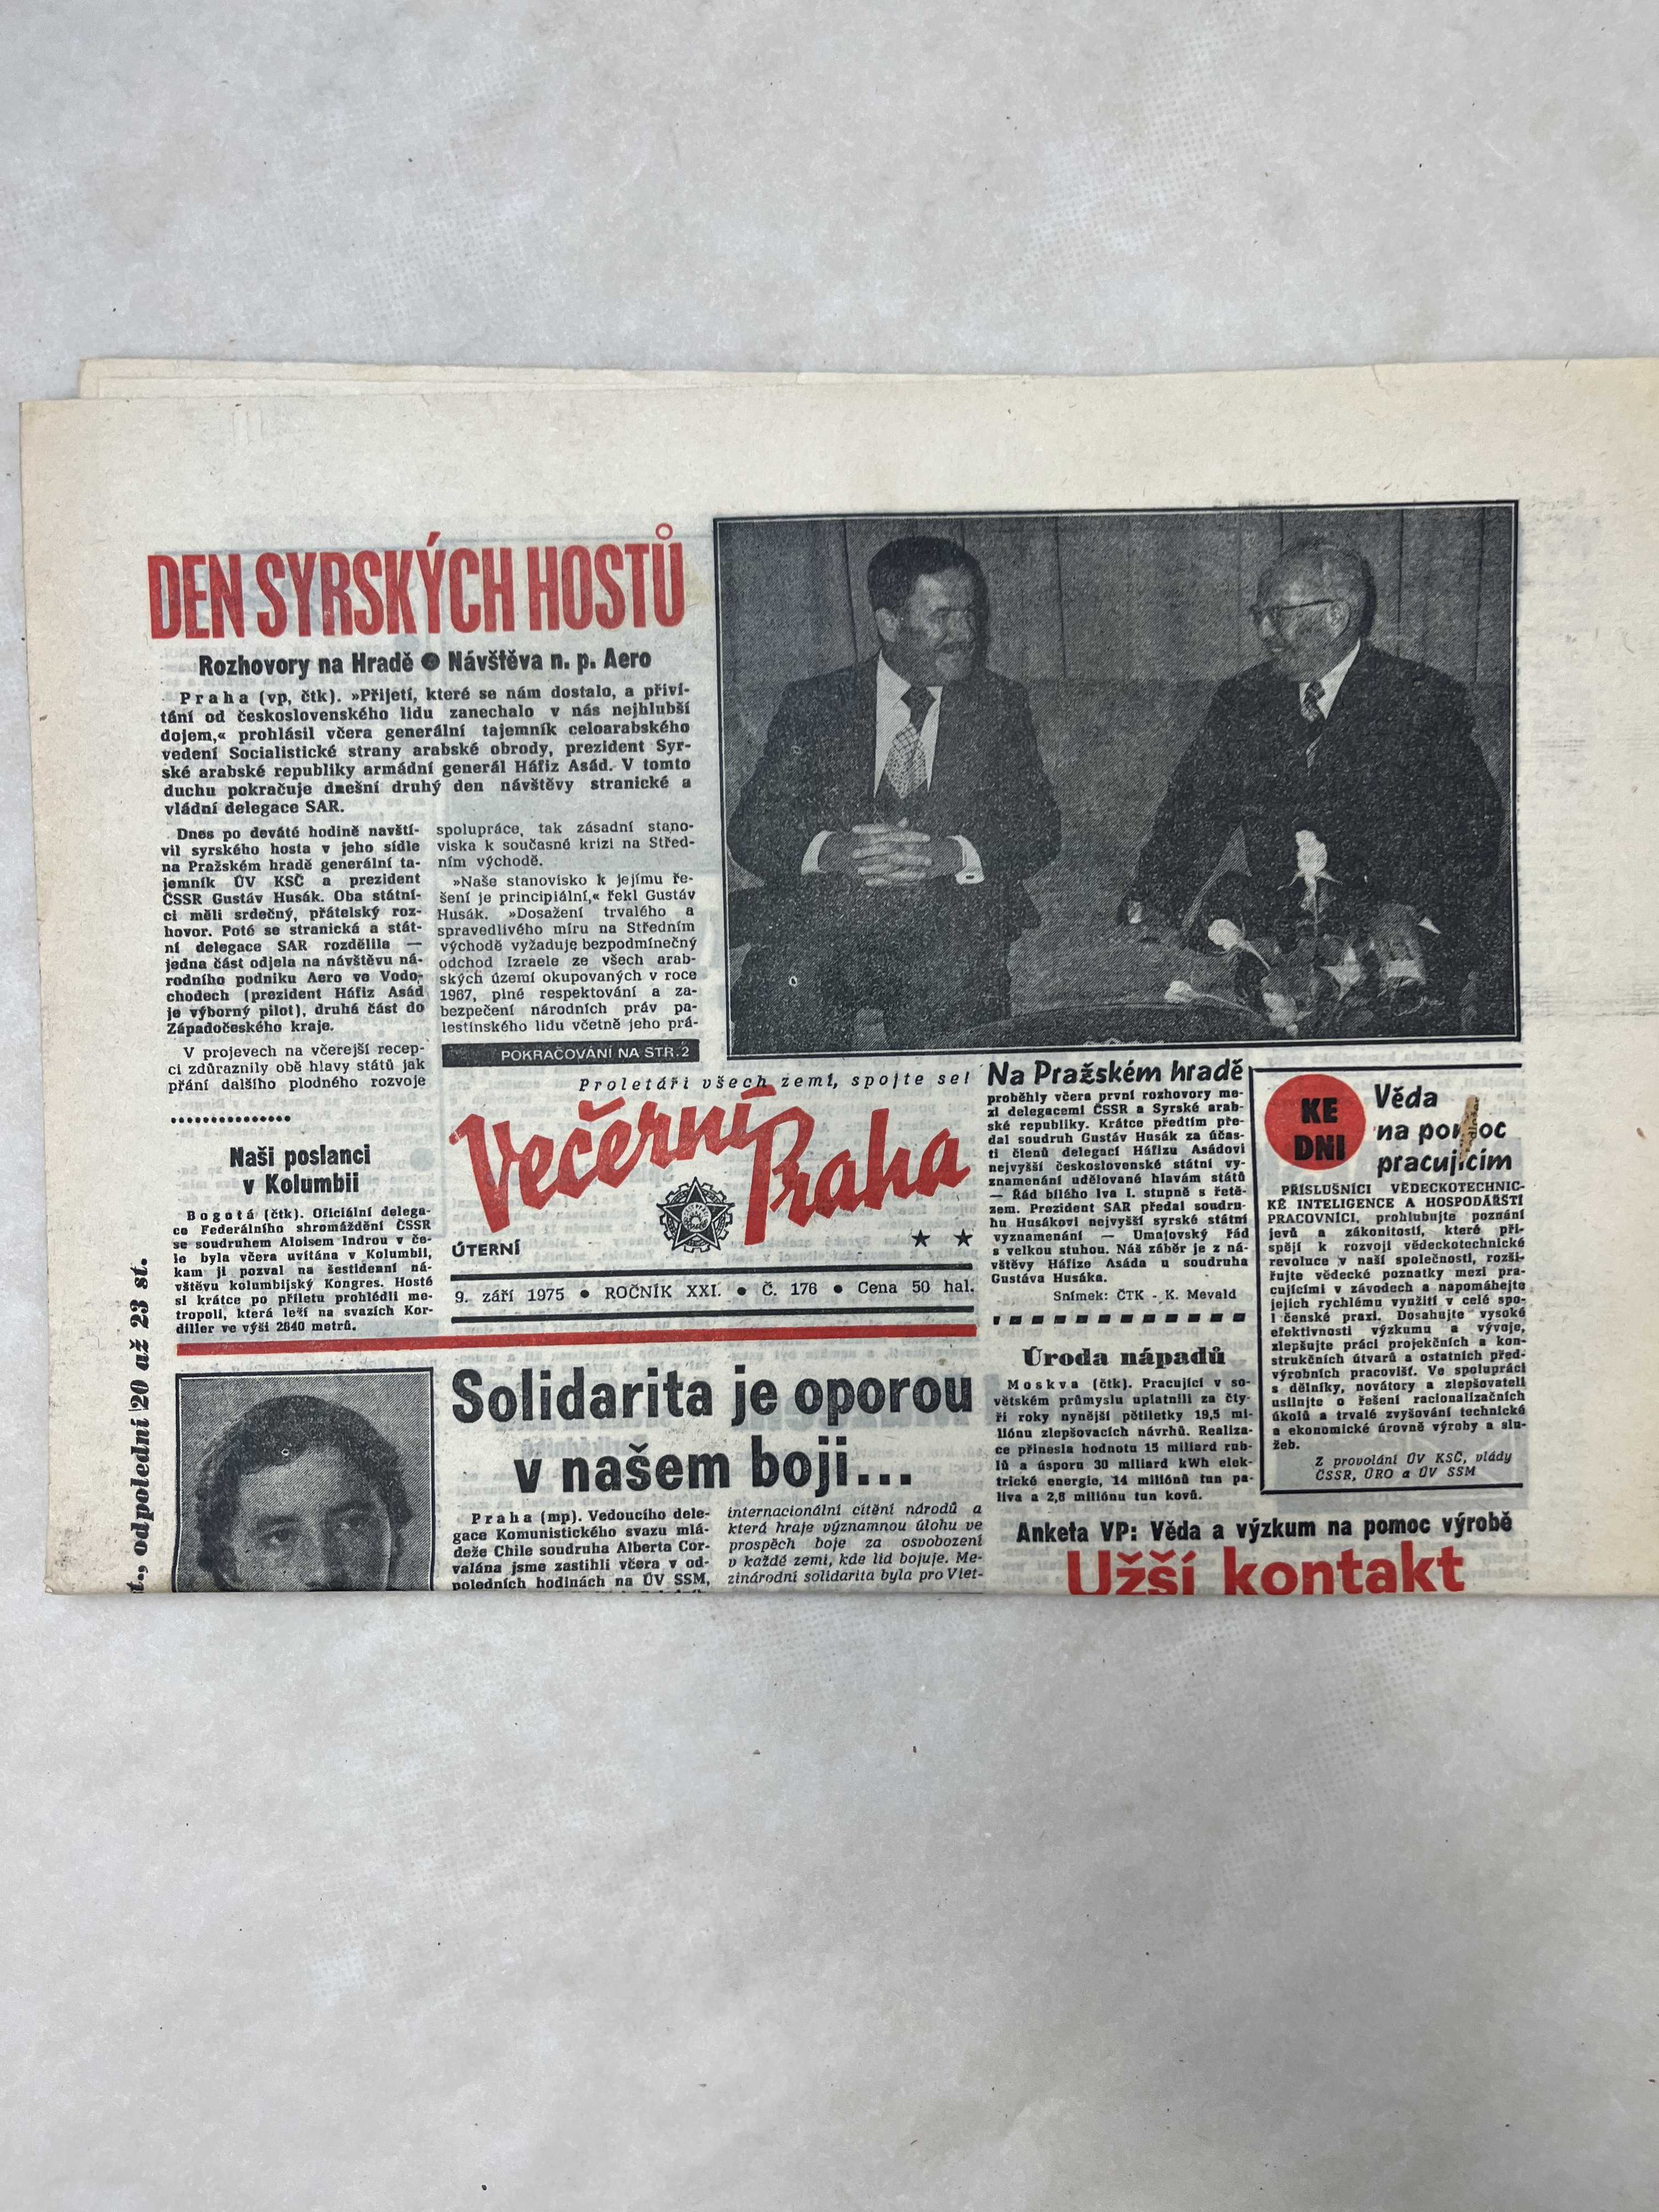 DEN SYRSKÝCH HOSTŮ
Rozhovory na Hradě ● Návštěva n. p. Aero
Praha (vp, čtk). »Přijetí, které se nám dostalo, a přiví-
tání od československého lidu zanechalo v nás nejhlubší
dojem,« prohlásil včera generální tajemník celoarabského
vedení Socialistické strany arabské obrody, prezident Syr-
ské arabské republiky armádní generál Háfiz Asád. V tomto
duchu pokračuje dnešní druhý den návštěvy stranické a
vládní delegace SAR.
Dnes po deváté hodině navští-
vil syrského hosta v jeho sídle
na Pražském hradě generální ta-
jemník ÚV KSČ a prezident
ČSSR Gustáv Husák. Oba státní-
ci měli srdečný, přátelský roz-
hovor. Poté se stranická a stát-
ní delegace SAR rozdělila —
jedna část odjela na návštěvu ná-
rodního podniku Aero ve Vodo-
chodech (prezident Háfiz Asád
je výborný pilot), druhá část do
Západočeského kraje.
V projevech na včerejší recep-
ci zdůraznily obě hlavy států jak
přání dalšího plodného rozvoje
spolupráce, tak zásadní stano-
viska k současné krizi na Střed-
ním východě.
»Naše stanovisko k jejímu ře-
šení je principiální,« řekl Gustáv
Husák. »Dosažení trvalého a
spravedlivého míru na Středním
východě vyžaduje bezpodmínečný
odchod Izraele ze všech arab-
ských území okupovaných v roce
1967, plné respektování a za-
bezpečení národních práv pa-
lestinského lidu včetně jeho prá-
POKRAČOVÁNÍ NA STR. 2
Naši poslanci
v Kolumbii
Bogotá (čtk). Oficiální delega-
ce Federálního shromáždění ČSSR
se soudruhem Aloisem Indrou v če-
le byla včera uvítána v Kolumbii,
kam ji pozval na šestidenní ná-
vštěvu kolumbijský Kongres. Hosté
si krátce po příletu prohlédli me-
tropoli, která leží na svazích Kor-
diller ve výši 2640 metrů.
Proletáři všech zemí, spojte se!
Večerní Praha
ÚTERNÍ
★ ★
9. září 1975 ● ROČNÍK XXI. ● Č. 176 ● Cena 50 hal.
Na Pražském hradě
proběhly včera první rozhovory me-
zi delegacemi ČSSR a Syrské arab-
ské republiky. Krátce předtím pře-
dal soudruh Gustáv Husák za účas-
ti členů delegací Háfizu Asádovi
nejvyšší československé státní vy-
znamenání udělované hlavám států
— Řád bílého lva I. stupně s řetě-
zem. Prezident SAR předal soudru-
hu Husákovi nejvyšší syrské státní
vyznamenání — Umajovský řád
s velkou stuhou. Náš záběr je z ná-
vštěvy Háfize Asáda u soudruha
Gustáva Husáka.
Snímek: ČTK - K. Mevald
Úroda nápadů
Moskva (čtk). Pracující v so-
větském průmyslu uplatnili za čty-
ři roky nynější pětiletky 19,5 mi-
liónu zlepšovacích návrhů. Realiza-
ce přinesla hodnotu 15 miliard rub-
lů a úsporu 30 miliard kWh elek-
trické energie, 14 miliónů tun pa-
liva a 2,8 miliónu tun kovů.
KE
DNI
Věda
na pomoc
pracujícím
PŘÍSLUŠNÍCI VĚDECKOTECHNIC-
KÉ INTELIGENCE A HOSPODÁŘŠTÍ
PRACOVNÍCI, prohlubujte poznání
jevů a zákonitostí, které při-
spějí k rozvoji vědeckotechnické
revoluce v naší společnosti, rozši-
řujte vědecké poznatky mezi pra-
cujícími v závodech a napomáhejte
jejich rychlému využití v celé spo-
lčenské praxi. Dosahujte vysoké
efektivnosti výzkumu a vývoje,
zlepšujte práci projekčních a kon-
strukčních útvarů a ostatních před-
výrobních pracovišť. Ve spolupráci
s dělníky, novátory a zlepšovateli
usilujte o řešení racionalizačních
úkolů a trvalé zvyšování technické
a ekonomické úrovně výroby a slu-
žeb.
Z provolání ÚV KSČ, vlády
ČSSR, ÚRO a ÚV SSM
Solidarita je oporou
v našem boji...
Praha (mp). Vedoucího dele-
gace Komunistického svazu mlá-
deže Chile soudruha Alberta Cor-
valána jsme zastihli včera v od-
poledních hodinách na ÚV SSM,
internacionální cítění národů a
která hraje významnou úlohu ve
prospěch boje za osvobození
v každé zemi, kde lid bojuje. Me-
zinárodní solidarita byla pro Viet-
Anketa VP: Věda a výzkum na pomoc výrobě
Užší kontakt
t., odpolední 20 až 23 st.